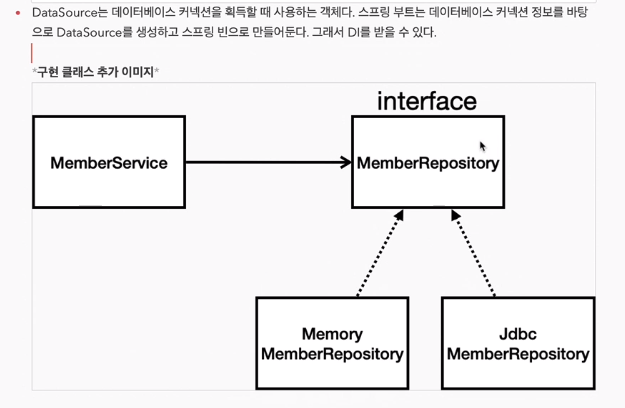 • DataSource는 데이터베이스 커넥션을 획득할 때 사용하는 객체다. 스프링 부트는 데이터베이스 커넥션 정보를 바탕
으로 DataSource를 생성하고 스프링 빈으로 만들어둔다. 그래서 DI를 받을 수 있다.
*구현 클래스 추가 이미지*
interface
MemberService
MemberRepository
Memory
MemberRepository
Jdbc
MemberRepository